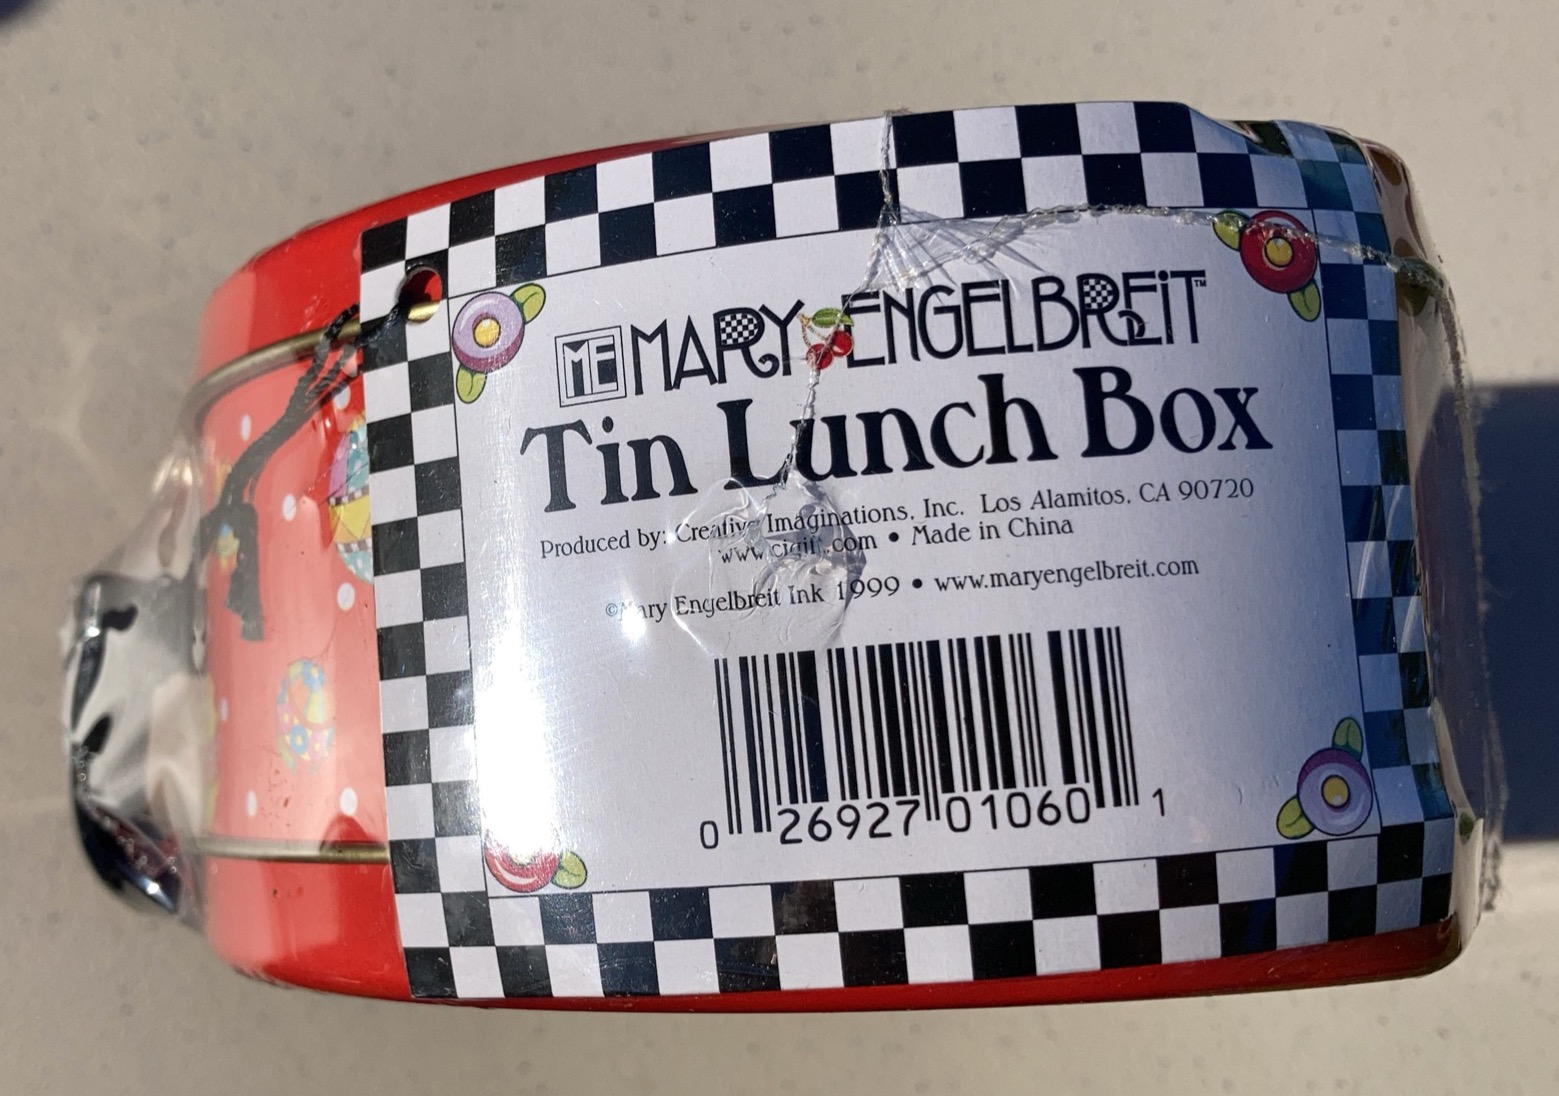 ME MARY ENGELBREIT™
Tin Lunch Box
Produced by: Creative Imaginations, Inc. Los Alamitos, CA 90720
www.cigift.com • Made in China
©Mary Engelbreit Ink 1999 • www.maryengelbreit.com
0 26927 01060 1